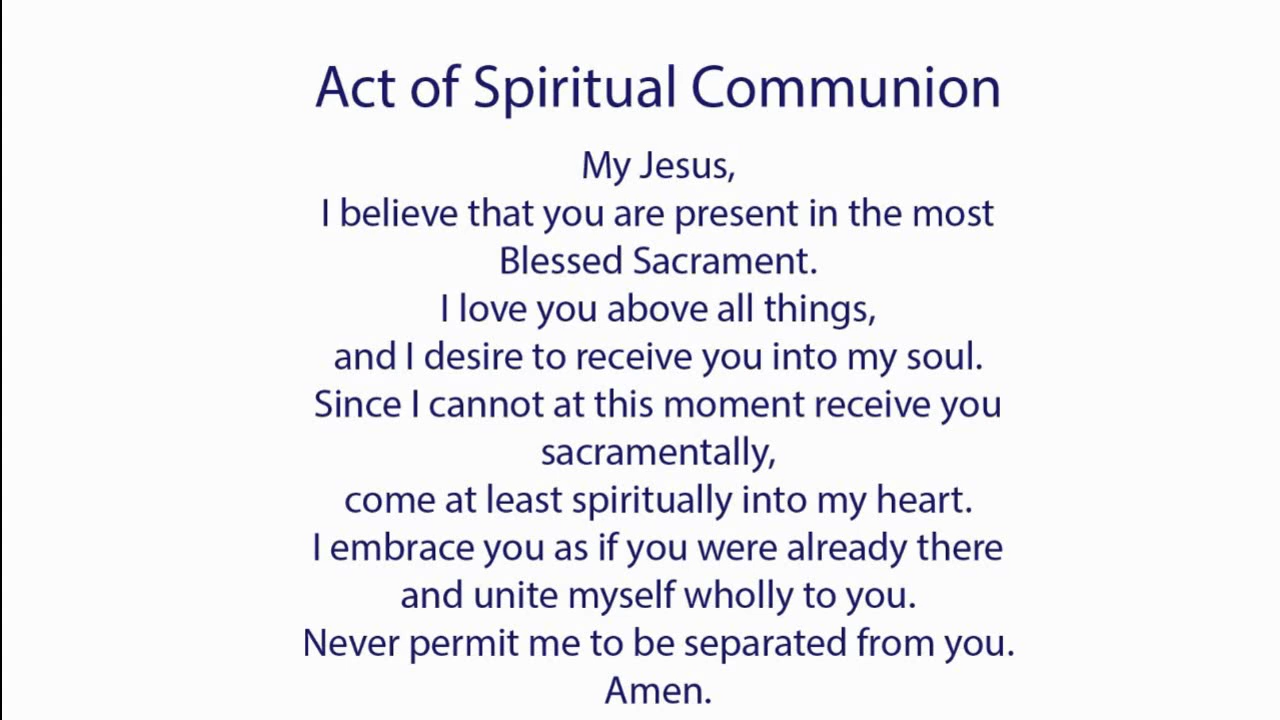 Act of Spiritual Communion
My Jesus,
I believe that you are present in the most
Blessed Sacrament.
I love you above all things,
and I desire to receive you into my soul.
Since I cannot at this moment receive you
sacramentally,
come at least spiritually into my heart.
I embrace you as if you were already there
and unite myself wholly to you.
Never permit me to be separated from you.
Amen.